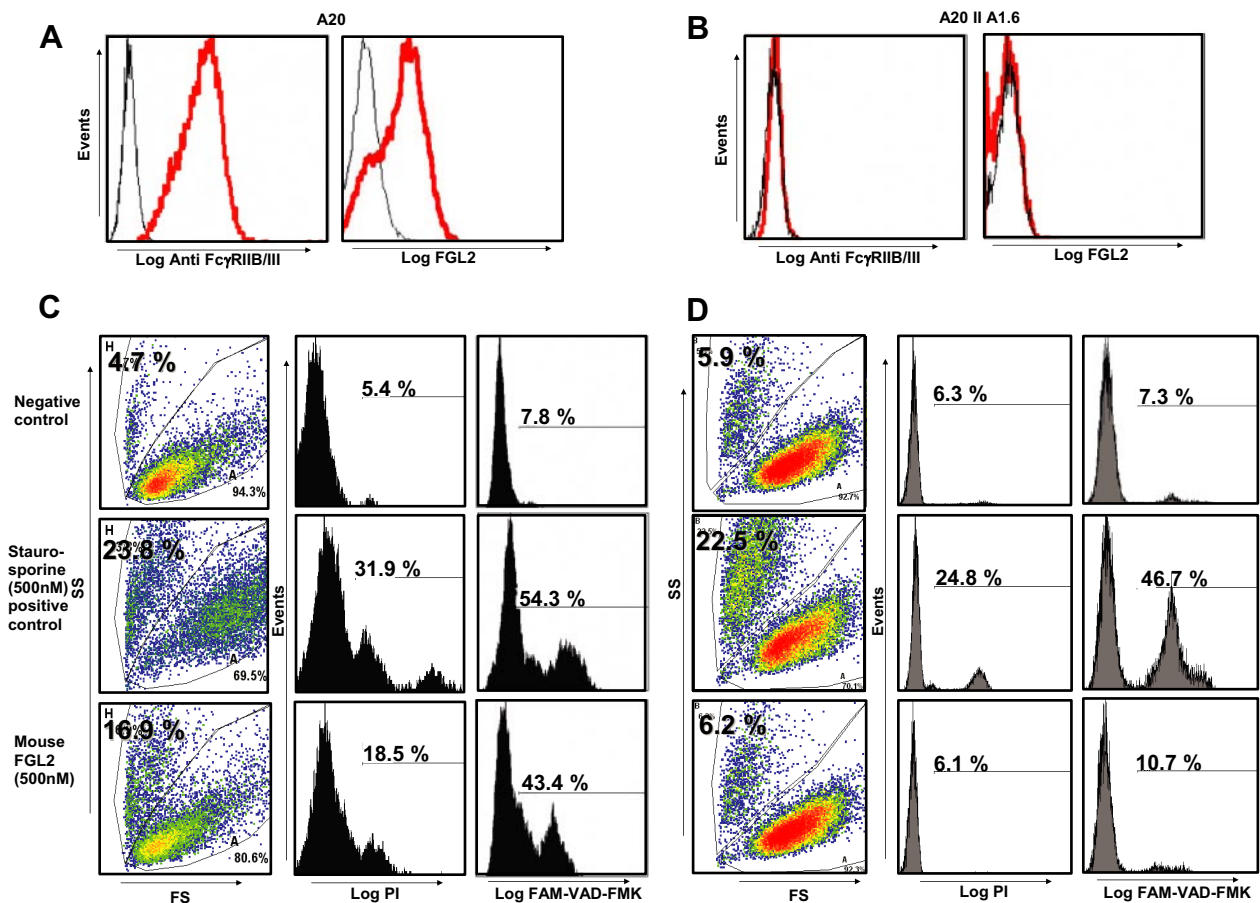 A
A20
Events
Log Anti FcγRIIB/III
Log FGL2
B
A20 II A1.6
Events
Log Anti FcγRIIB/III
Log FGL2
C
Negative
control
Stauro-
sporine
(500nM)
positive
control
Mouse
FGL2
(500nM)
SS
Events
H
4.7 %
A
94.3%
5.4 %
7.8 %
H
23.8 %
A
69.5%
31.9 %
54.3 %
H
16.9 %
A
80.6%
18.5 %
43.4 %
FS
Log PI
Log FAM-VAD-FMK
D
SS
Events
B
5.9 %
A
92.7%
6.3 %
7.3 %
B
22.5 %
A
70.1%
24.8 %
46.7 %
B
6.2 %
A
92.3%
6.1 %
10.7 %
FS
Log PI
Log FAM-VAD-FMK